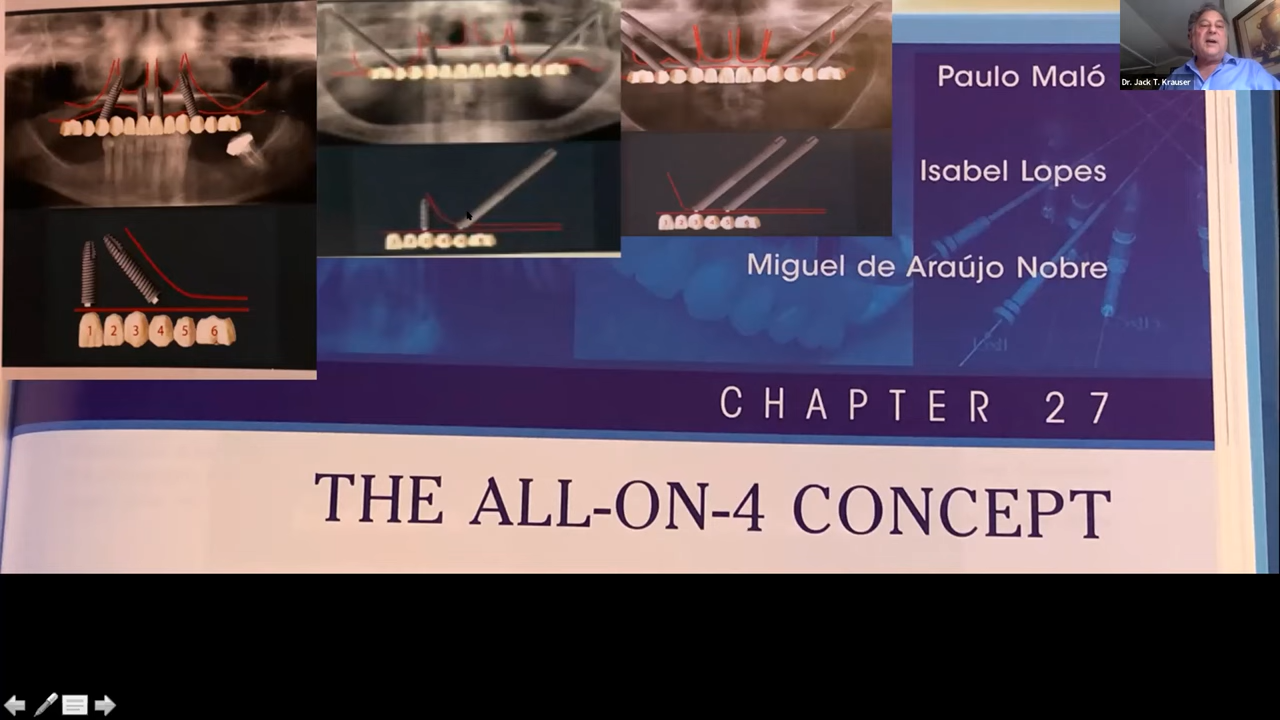 Dr. Jack T. Krauser
Paulo Maló
Isabel Lopes
Miguel de Araújo Nobre
1 2 3 4 5 6
CHAPTER 27
THE ALL-ON-4 CONCEPT